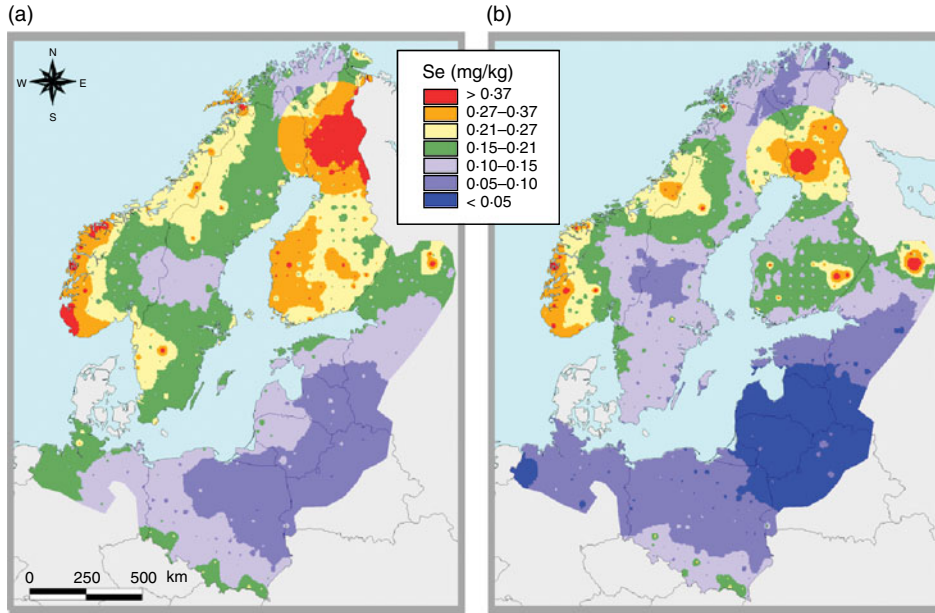 (a)
(b)
N
W E
S
Se (mg/kg)
> 0·37
0·27–0·37
0·21–0·27
0·15–0·21
0·10–0·15
0·05–0·10
< 0·05
0 250 500 km